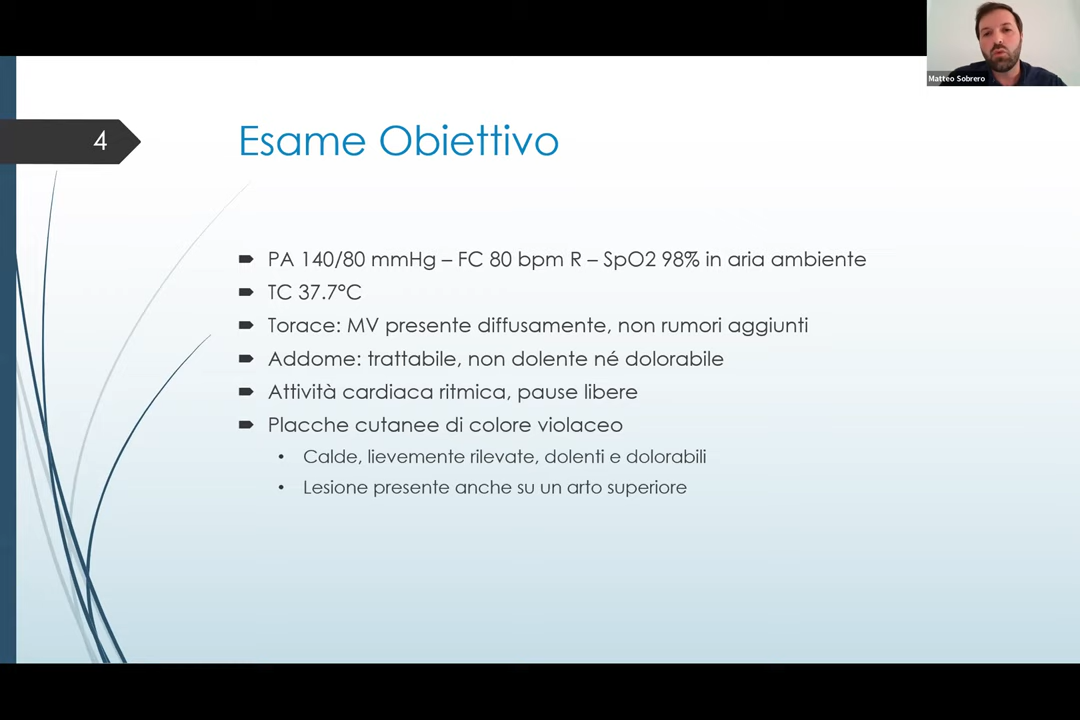 Matteo Sobrero
4
Esame Obiettivo
PA 140/80 mmHg – FC 80 bpm R – SpO2 98% in aria ambiente
TC 37.7°C
Torace: MV presente diffusamente, non rumori aggiunti
Addome: trattabile, non dolente né dolorabile
Attività cardiaca ritmica, pause libere
Placche cutanee di colore violaceo
Calde, lievemente rilevate, dolenti e dolorabili
Lesione presente anche su un arto superiore